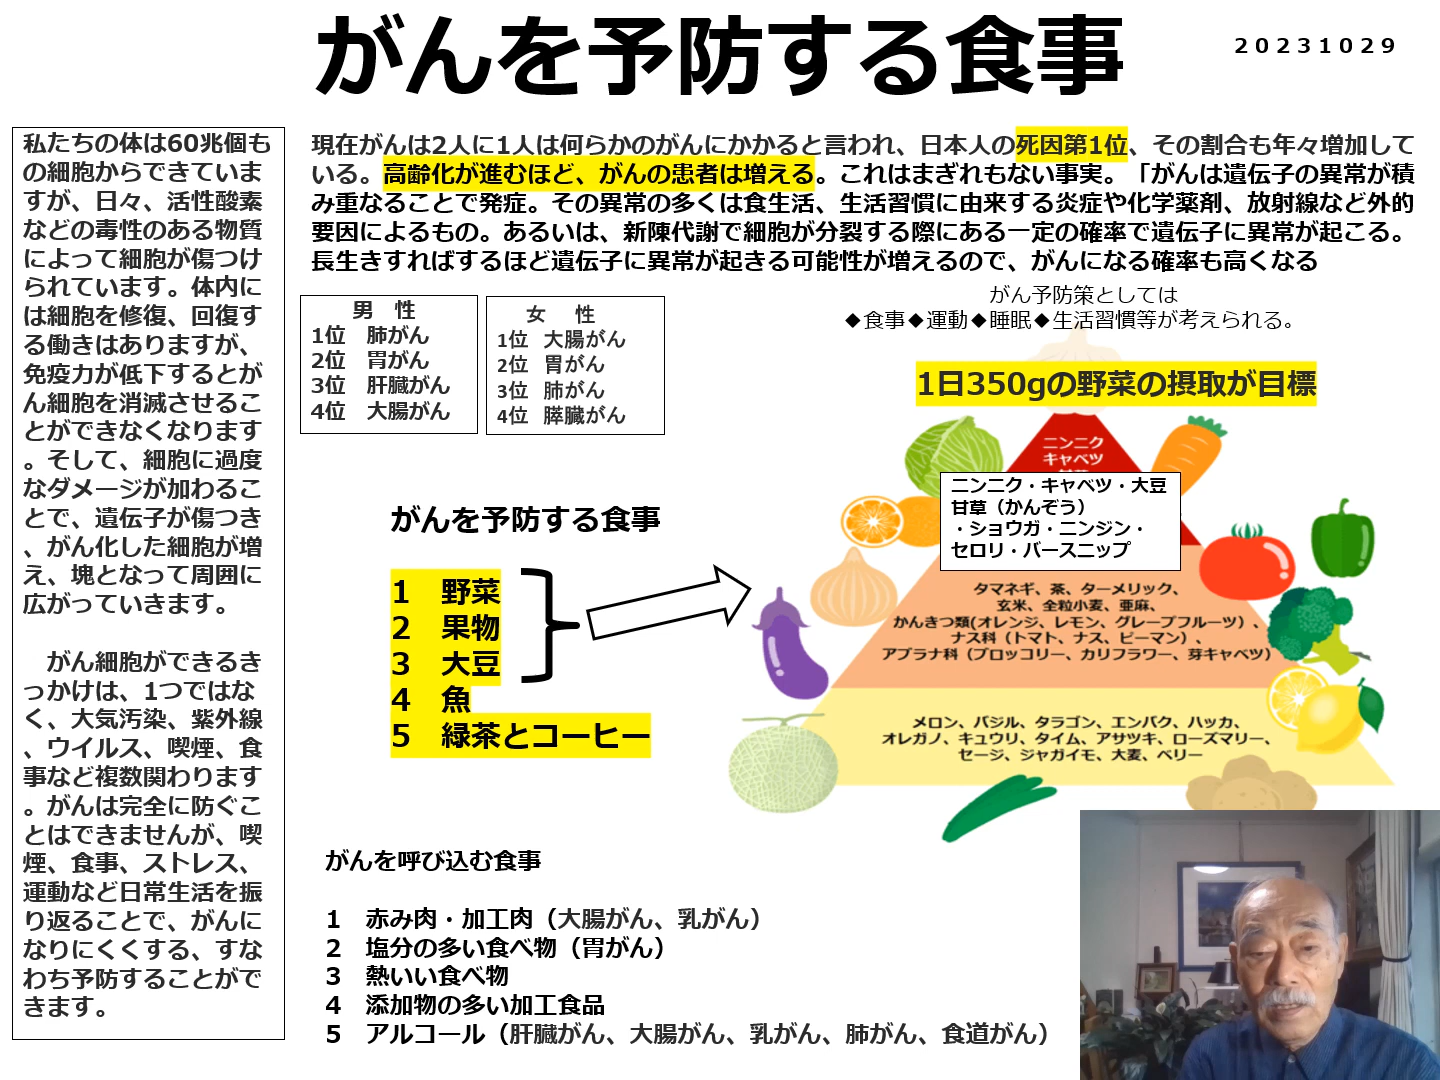 がんを予防する食事
２０２３１０２９
私たちの体は60兆個も
の細胞からできていま
すが、日々、活性酸素
などの毒性のある物質
によって細胞が傷つけ
られています。体内に
は細胞を修復、回復す
る働きはありますが、
免疫力が低下するとが
ん細胞を消滅させるこ
とができなくなります
。そして、細胞に過度
なダメージが加わるこ
とで、遺伝子が傷つき
、がん化した細胞が増
え、塊となって周囲に
広がっていきます。
がん細胞ができるき
っかけは、1つではな
く、大気汚染、紫外線
、ウイルス、喫煙、食
事など複数関わります
。がんは完全に防ぐこ
とはできませんが、喫
煙、食事、ストレス、
運動など日常生活を振
り返ることで、がんに
なりにくくする、すな
わち予防することがで
きます。
現在がんは2人に1人は何らかのがんにかかると言われ、日本人の死因第1位、その割合も年々増加して
いる。高齢化が進むほど、がんの患者は増える。これはまぎれもない事実。「がんは遺伝子の異常が積
み重なることで発症。その異常の多くは食生活、生活習慣に由来する炎症や化学薬剤、放射線など外的
要因によるもの。あるいは、新陳代謝で細胞が分裂する際にある一定の確率で遺伝子に異常が起こる。
長生きすればするほど遺伝子に異常が起きる可能性が増えるので、がんになる確率も高くなる
男　性
1位　肺がん
2位　胃がん
3位　肝臓がん
4位　大腸がん
女　性
1位　大腸がん
2位　胃がん
3位　肺がん
4位　膵臓がん
がん予防策としては
◆食事◆運動◆睡眠◆生活習慣等が考えられる。
1日350gの野菜の摂取が目標
ニンニク
キャベツ
ニンニク・キャベツ・大豆
甘草（かんぞう）
・ショウガ・ニンジン・
セロリ・バースニップ
タマネギ、茶、ターメリック、
玄米、全粒小麦、亜麻、
かんきつ類(オレンジ、レモン、グレープフルーツ）、
ナス科（トマト、ナス、ピーマン）、
アブラナ科（ブロッコリー、カリフラワー、芽キャベツ）
メロン、バジル、タラゴン、エンバク、ハッカ、
オレガノ、キュウリ、タイム、アサツキ、ローズマリー、
セージ、ジャガイモ、大麦、ベリー
がんを予防する食事
1　野菜
2　果物
3　大豆
4　魚
5　緑茶とコーヒー
がんを呼び込む食事
1　赤み肉・加工肉（大腸がん、乳がん）
2　塩分の多い食べ物（胃がん）
3　熱いい食べ物
4　添加物の多い加工食品
5　アルコール（肝臓がん、大腸がん、乳がん、肺がん、食道がん）